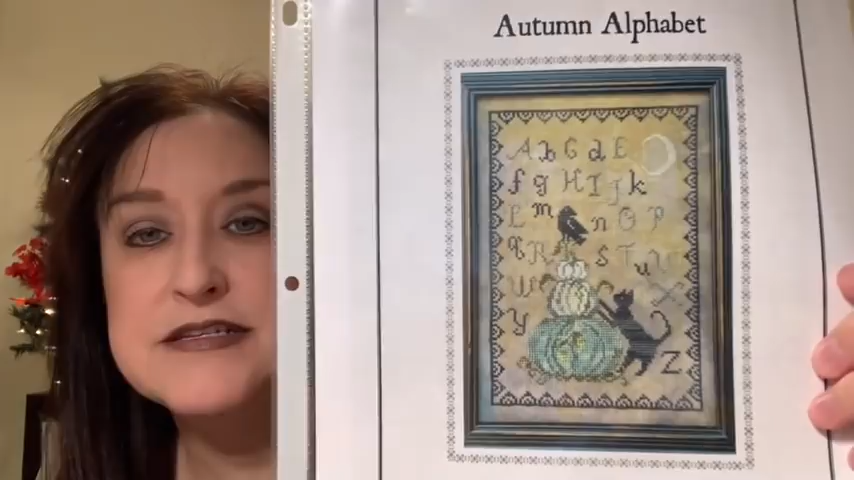 Autumn Alphabet
A b C d E
f g H I J k
L m n O P
q R S T u V
W X
y Z